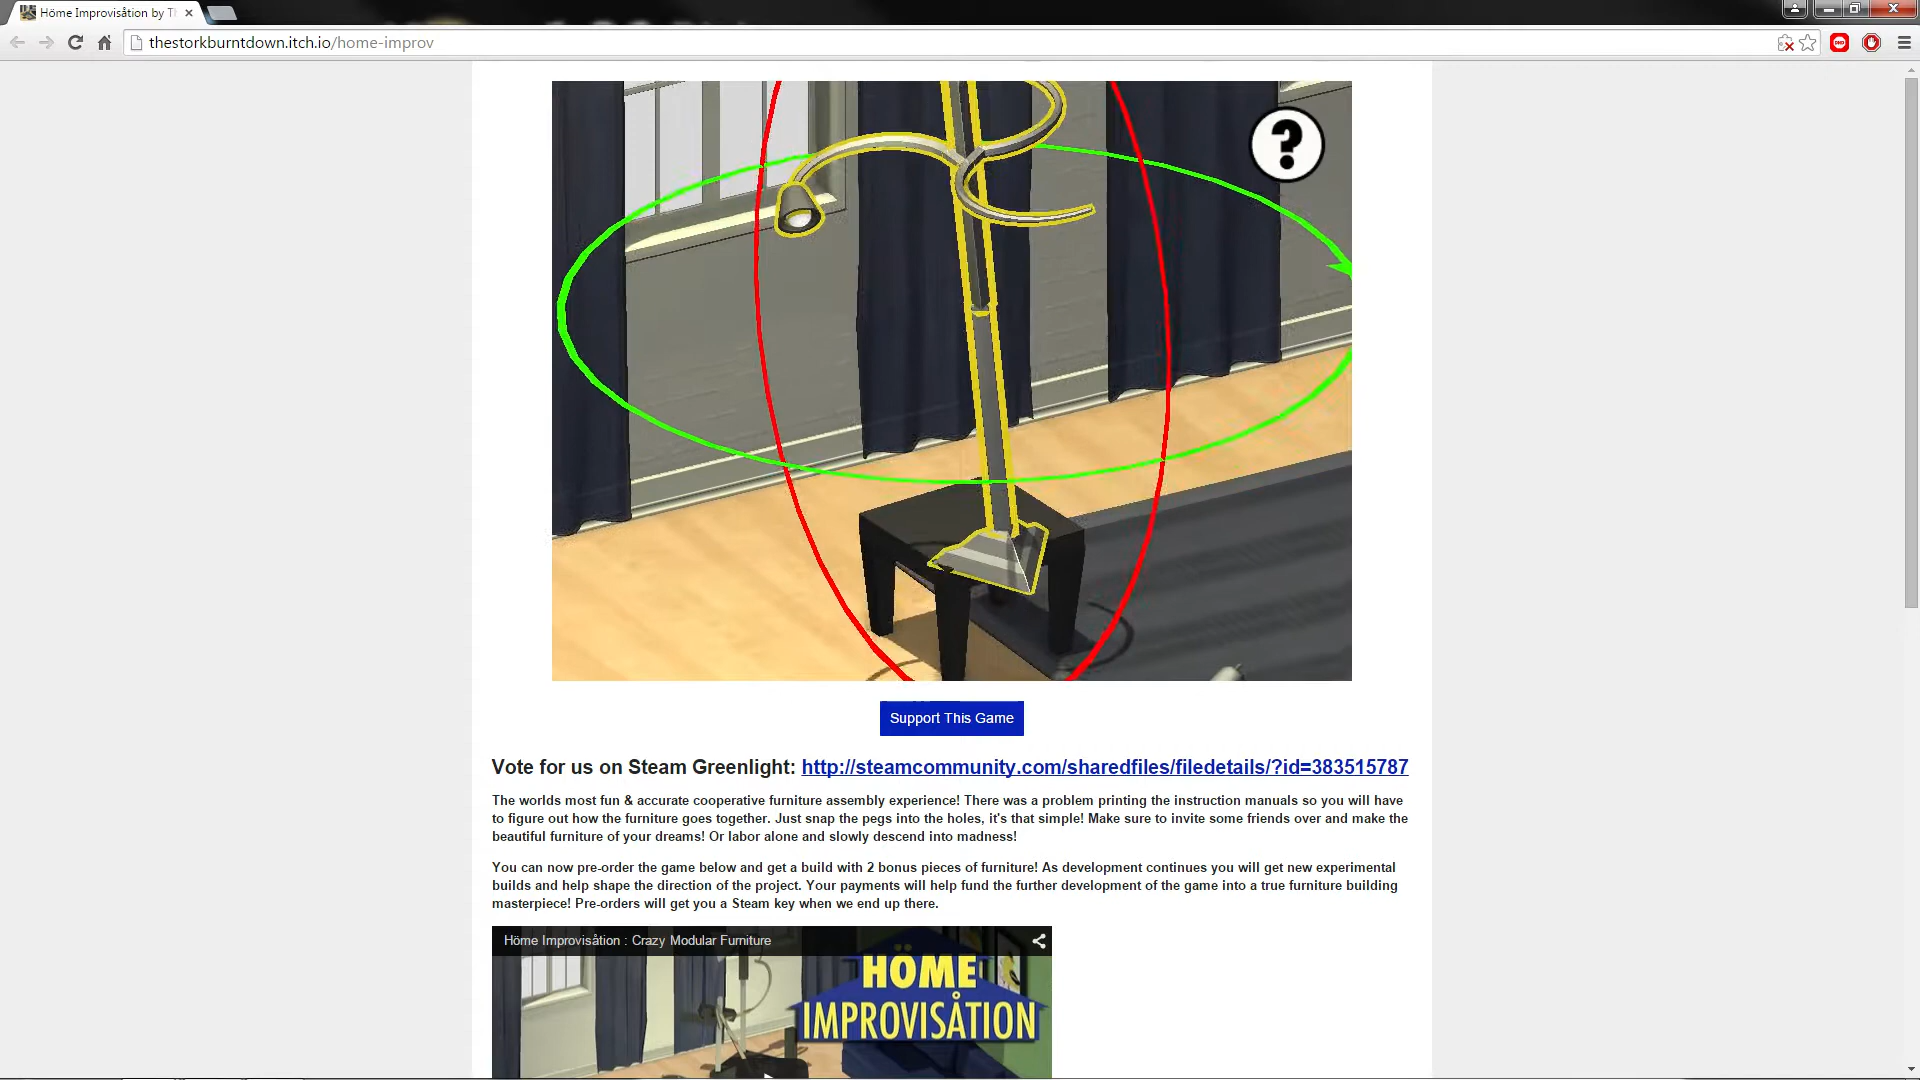 Höme Improvisåtion by Th
thestorkburntdown.itch.io/home-improv
?
Support This Game
Vote for us on Steam Greenlight: http://steamcommunity.com/sharedfiles/filedetails/?id=383515787
The worlds most fun & accurate cooperative furniture assembly experience! There was a problem printing the instruction manuals so you will have
to figure out how the furniture goes together. Just snap the pegs into the holes, it's that simple! Make sure to invite some friends over and make the
beautiful furniture of your dreams! Or labor alone and slowly descend into madness!
You can now pre-order the game below and get a build with 2 bonus pieces of furniture! As development continues you will get new experimental
builds and help shape the direction of the project. Your payments will help fund the further development of the game into a true furniture building
masterpiece! Pre-orders will get you a Steam key when we end up there.
Höme Improvisåtion : Crazy Modular Furniture
HÖME
IMPROVISÅTION